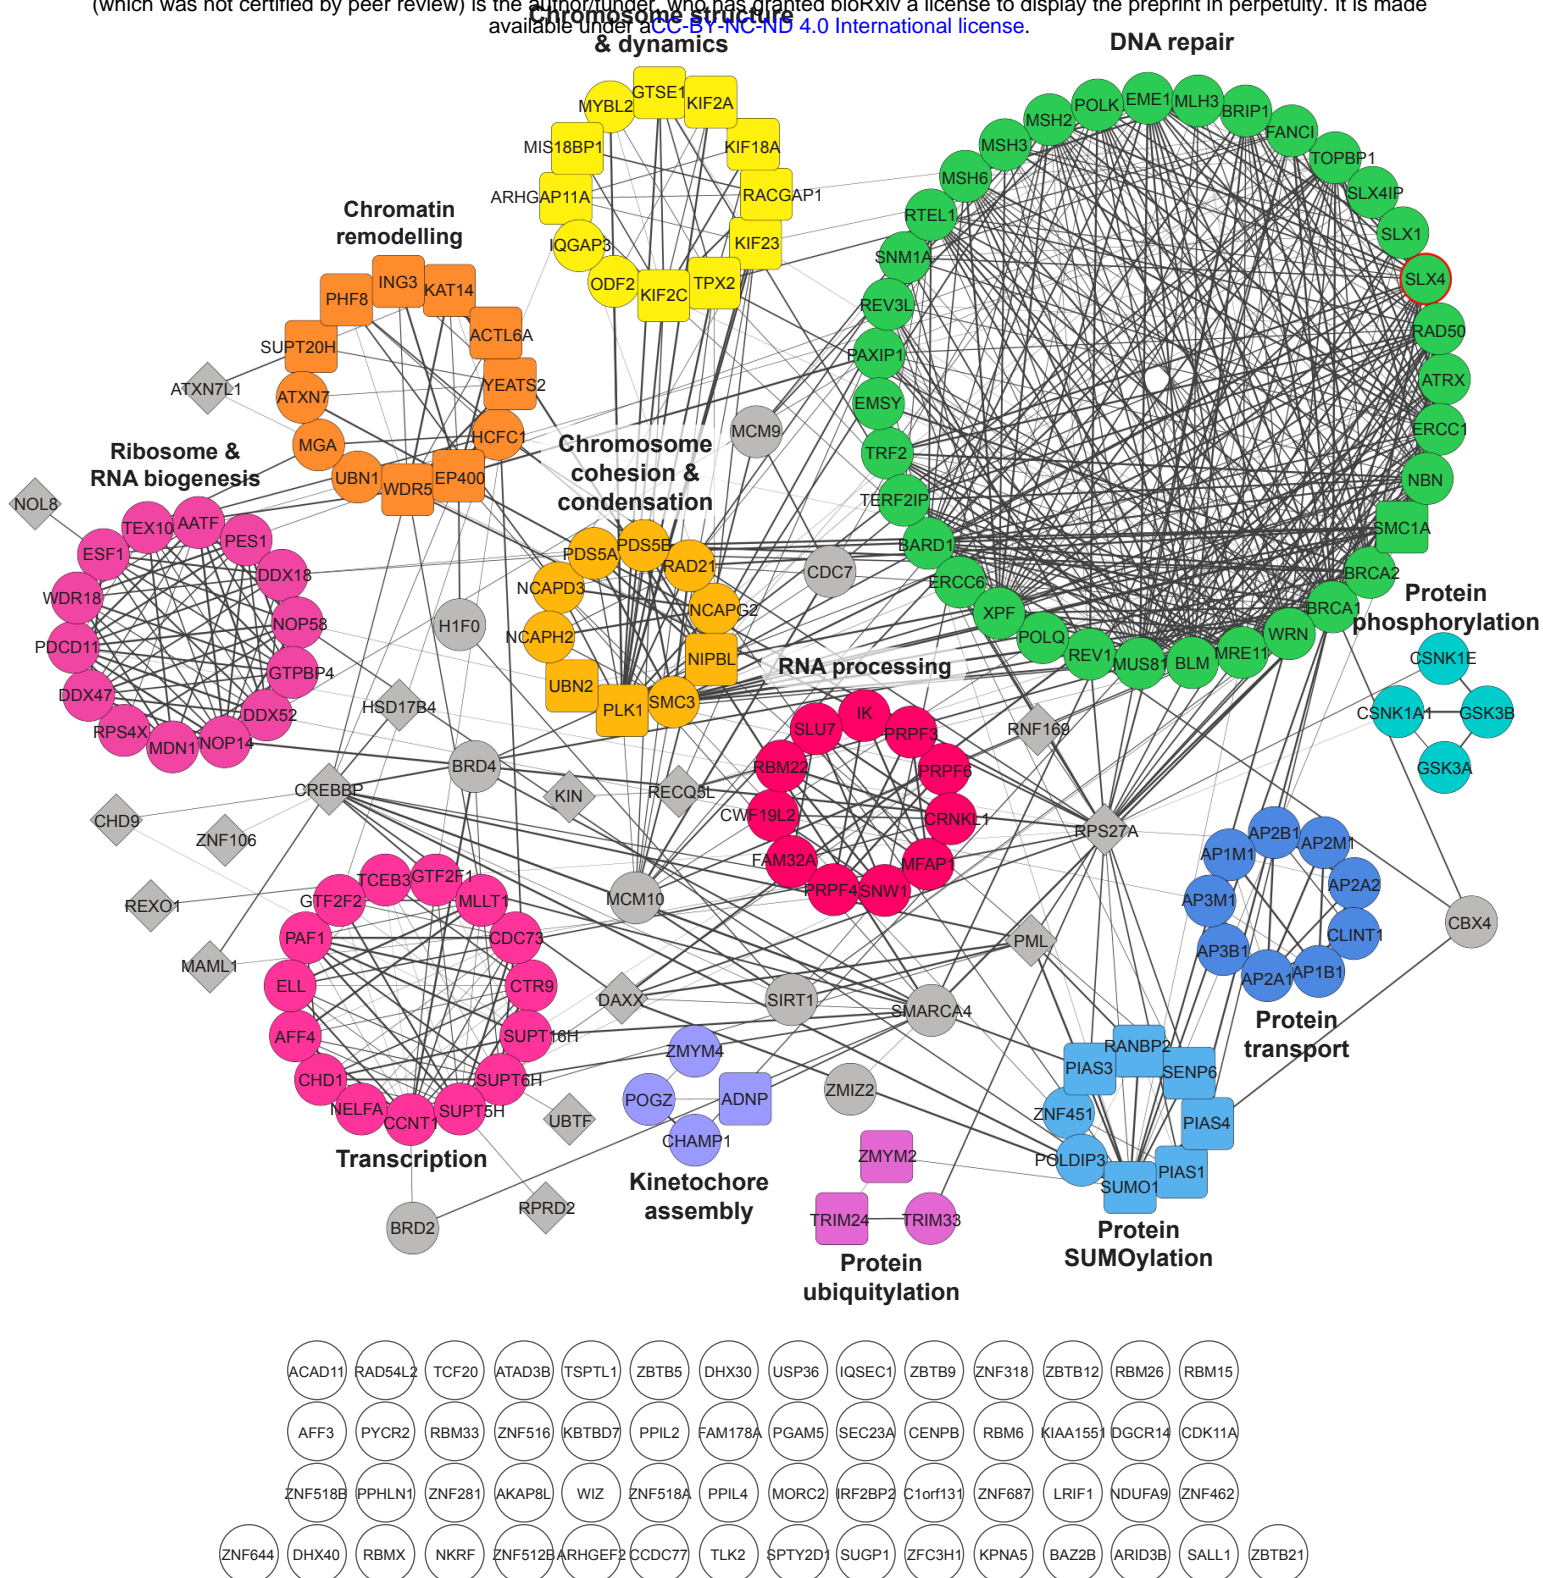 (which was not certified by peer review) is the author/funder, who has granted bioRxiv a license to display the preprint in perpetuity. It is made
available under aCC-BY-NC-ND 4.0 International license.
Chromosome structure
& dynamics
DNA repair
MYBL2
GTSE1
KIF2A
MIS18BP1
KIF18A
ARHGAP11A
RACGAP1
IQGAP3
KIF23
ODF2
KIF2C
TPX2
POLK
EME1
MLH3
BRIP1
MSH2
FANCI
MSH3
TOPBP1
MSH6
SLX4IP
RTEL1
SLX1
SNM1A
SLX4
REV3L
RAD50
PAXIP1
ATRX
EMSY
ERCC1
TRF2
NBN
TERF2IP
SMC1A
BARD1
BRCA2
ERCC6
BRCA1
XPF
WRN
POLQ
MRE11
REV1
MUS81
BLM
Chromatin
remodelling
PHF8
ING3
KAT14
SUPT20H
ACTL6A
ATXN7L1
ATXN7
YEATS2
MGA
HCFC1
UBN1
WDR5
EP400
MCM9
Ribosome &
RNA biogenesis
NOL8
TEX10
AATF
ESF1
PES1
DDX18
WDR18
NOP58
PDCD11
GTPBP4
DDX47
DDX52
RPS4X
MDN1
NOP14
Chromosome
cohesion &
condensation
PDS5A
PDS5B
RAD21
NCAPD3
NCAPG2
NCAPH2
NIPBL
UBN2
PLK1
SMC3
CDC7
H1F0
HSD17B4
BRD4
CREBBP
KIN
RECQ5L
CHD9
ZNF106
REXO1
MAML1
MCM10
RNA processing
SLU7
IK
PRPF3
RBM22
PRPF6
CWF19L2
CRNKL1
FAM32A
MFAP1
PRPF4
SNW1
RNF169
RPS27A
PML
Protein
phosphorylation
CSNK1E
CSNK1A1
GSK3B
GSK3A
AP2B1
AP1M1
AP2M1
AP2A2
AP3M1
CLINT1
AP3B1
AP2A1
AP1B1
Protein
transport
CBX4
TCEB3
GTF2F1
GTF2F2
MLLT1
PAF1
CDC73
ELL
CTR9
AFF4
SUPT16H
CHD1
SUPT6H
NELFA
CCNT1
SUPT5H
Transcription
DAXX
SIRT1
SMARCA4
ZMIZ2
UBTF
RPRD2
BRD2
ZMYM4
POGZ
ADNP
CHAMP1
Kinetochore
assembly
ZMYM2
TRIM24
TRIM33
Protein
ubiquitylation
RANBP2
PIAS3
SENP6
ZNF451
PIAS4
POLDIP3
PIAS1
SUMO1
Protein
SUMOylation
ACAD11 RAD54L2 TCF20 ATAD3B TSPTL1 ZBTB5 DHX30 USP36 IQSEC1 ZBTB9 ZNF318 ZBTB12 RBM26 RBM15
AFF3 PYCR2 RBM33 ZNF516 KBTBD7 PPIL2 FAM178A PGAM5 SEC23A CENPB RBM6 KIAA1551 DGCR14 CDK11A
ZNF518B PPHLN1 ZNF281 AKAP8L WIZ ZNF518A PPIL4 MORC2 IRF2BP2 C1orf131 ZNF687 LRIF1 NDUFA9 ZNF462
ZNF644 DHX40 RBMX NKRF ZNF512B ARHGEF2 CCDC77 TLK2 SPTY2D1 SUGP1 ZFC3H1 KPNA5 BAZ2B ARID3B SALL1 ZBTB21